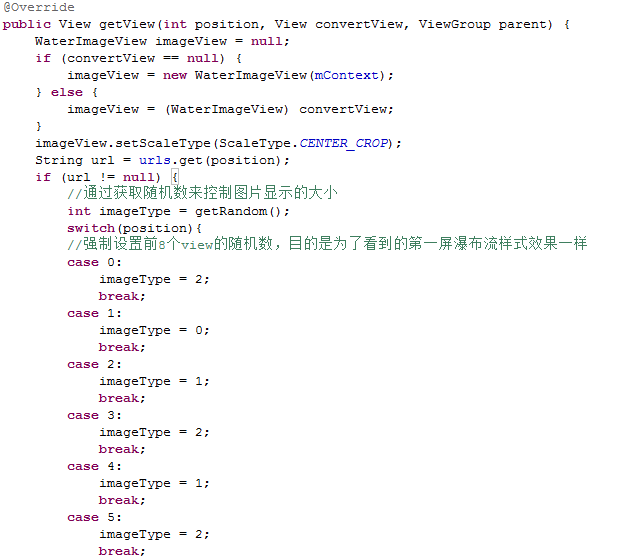 @Override
public View getView(int position, View convertView, ViewGroup parent) {
    WaterImageView imageView = null;
    if (convertView == null) {
        imageView = new WaterImageView(mContext);
    } else {
        imageView = (WaterImageView) convertView;
    }
    imageView.setScaleType(ScaleType.CENTER_CROP);
    String url = urls.get(position);
    if (url != null) {
        //通过获取随机数来控制图片显示的大小
        int imageType = getRandom();
        switch(position){
        //强制设置前8个view的随机数，目的是为了看到的第一屏瀑布流样式效果一样
        case 0:
            imageType = 2;
            break;
        case 1:
            imageType = 0;
            break;
        case 2:
            imageType = 1;
            break;
        case 3:
            imageType = 2;
            break;
        case 4:
            imageType = 1;
            break;
        case 5:
            imageType = 2;
            break;